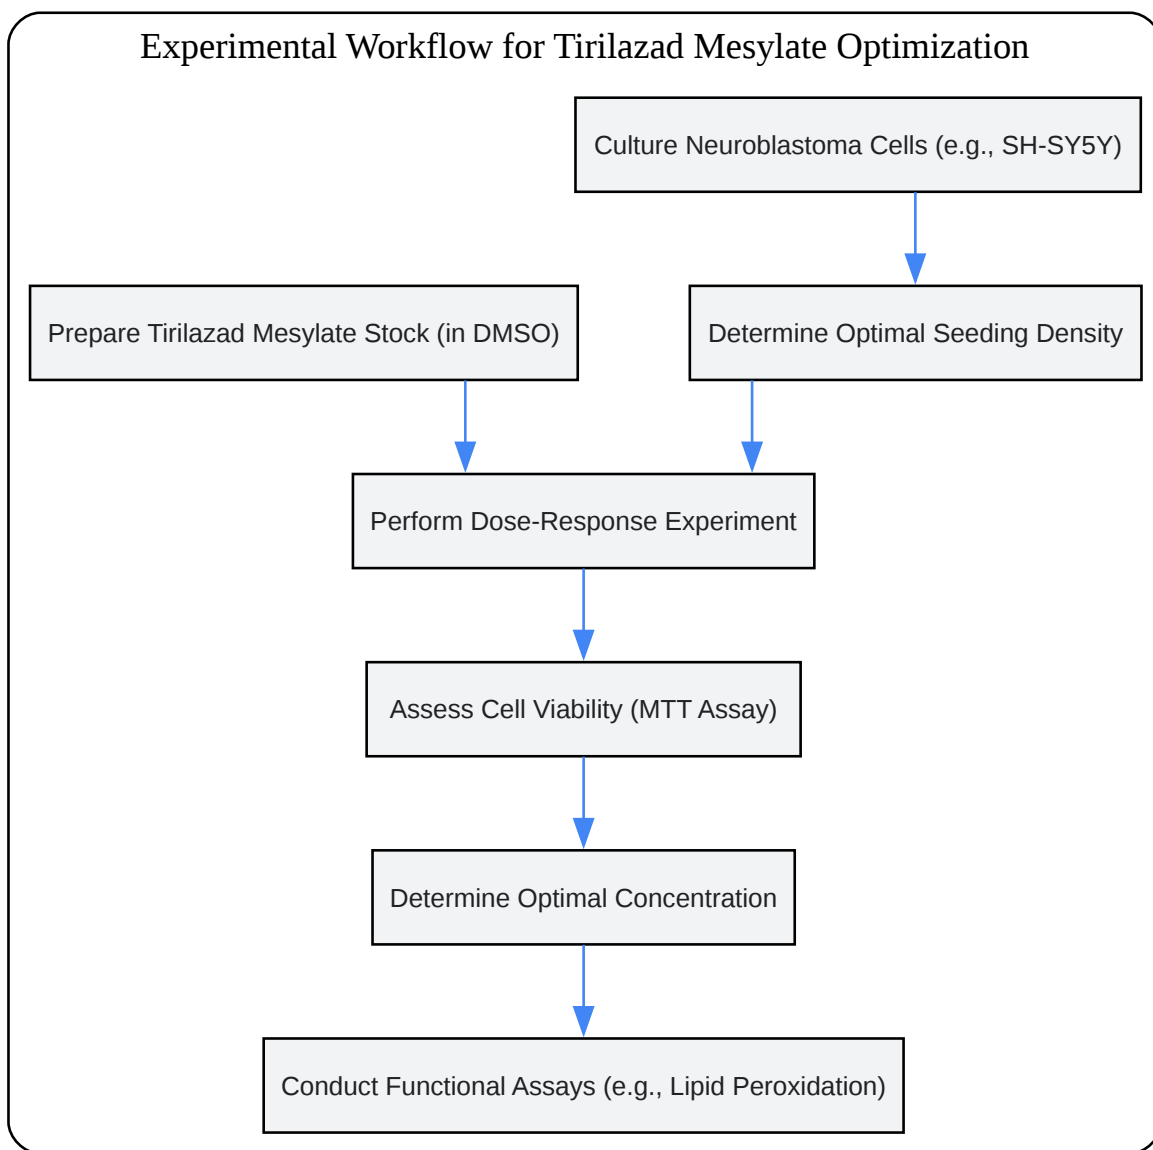 Experimental Workflow for Tirilazad Mesylate Optimization
Culture Neuroblastoma Cells (e.g., SH-SY5Y)
Prepare Tirilazad Mesylate Stock (in DMSO)
Determine Optimal Seeding Density
Perform Dose-Response Experiment
Assess Cell Viability (MTT Assay)
Determine Optimal Concentration
Conduct Functional Assays (e.g., Lipid Peroxidation)